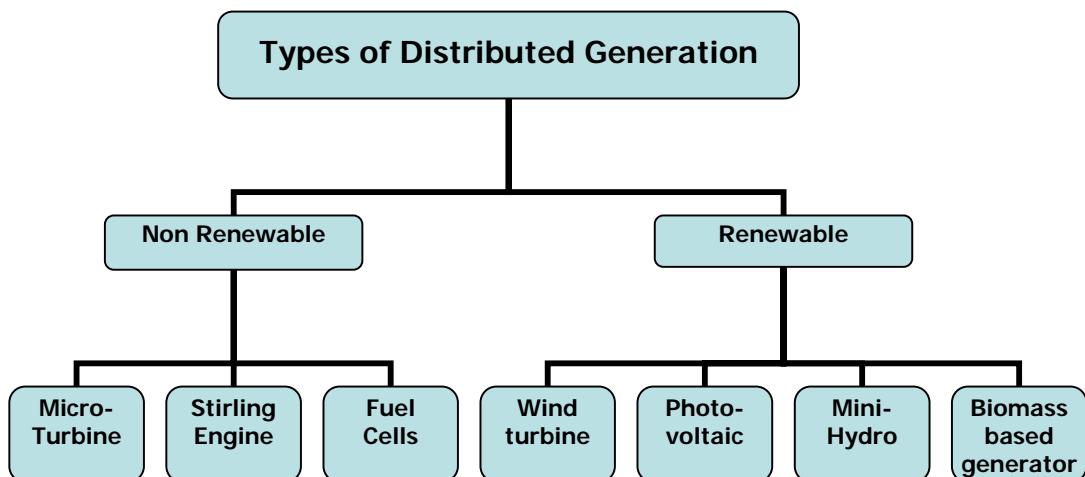 Types of Distributed Generation
Non Renewable
Renewable
Micro-
Turbine
Stirling
Engine
Fuel
Cells
Wind
turbine
Photo-
voltaic
Mini-
Hydro
Biomass
based
generator